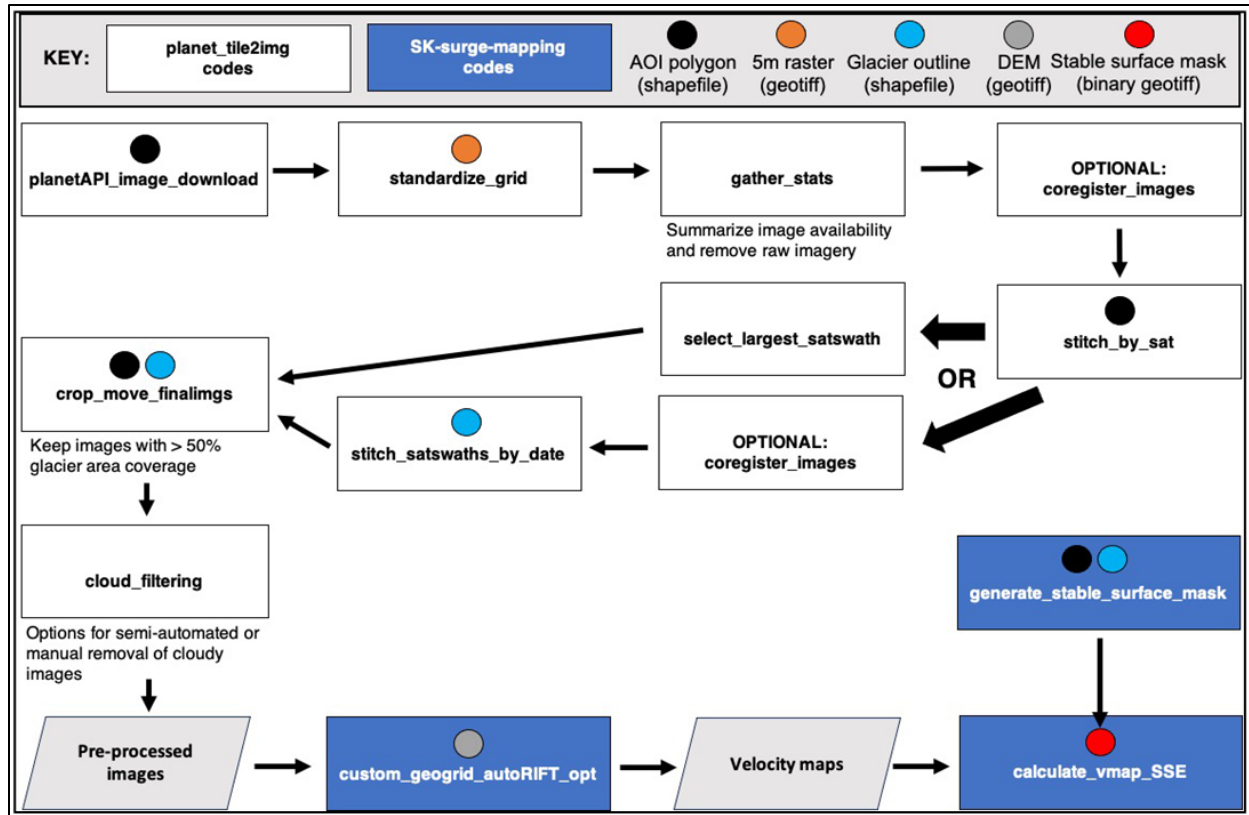 KEY:
planet_tile2img
codes
SK-surge-mapping
codes
AOI polygon
(shapefile)
5m raster
(geotiff)
Glacier outline
(shapefile)
DEM
(geotiff)
Stable surface mask
(binary geotiff)
planetAPI_image_download
standardize_grid
gather_stats
Summarize image availability
and remove raw imagery
OPTIONAL:
coregister_images
stitch_by_sat
select_largest_satswath
OR
OPTIONAL:
coregister_images
stitch_satswaths_by_date
crop_move_finalimgs
Keep images with > 50%
glacier area coverage
cloud_filtering
Options for semi-automated or
manual removal of cloudy
images
generate_stable_surface_mask
Pre-processed
images
custom_geogrid_autoRIFT_opt
Velocity maps
calculate_vmap_SSE